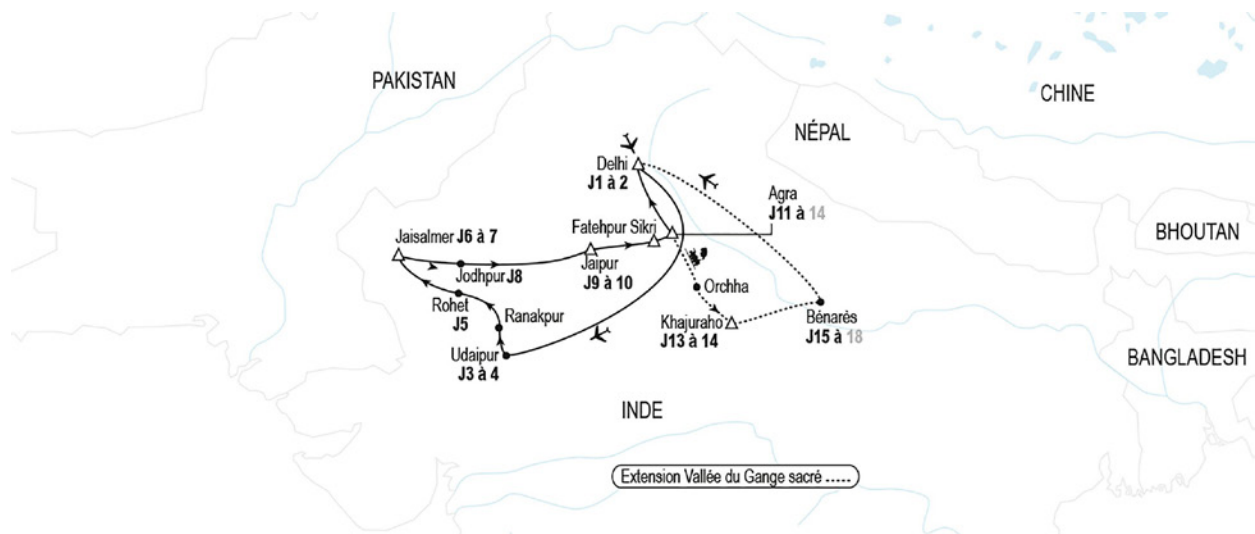 PAKISTAN
CHINE
NÉPAL
Delhi
J1 à 2
Agra
J11 à 14
BHOUTAN
Jaisalmer J6 à 7
Fatehpur Sikri
Jodhpur J8
Jaipur
J9 à 10
Orchha
Rohet
J5
Ranakpur
Khajuraho
J13 à 14
Bénarès
J15 à 18
Udaipur
J3 à 4
BANGLADESH
INDE
Extension Vallée du Gange sacré